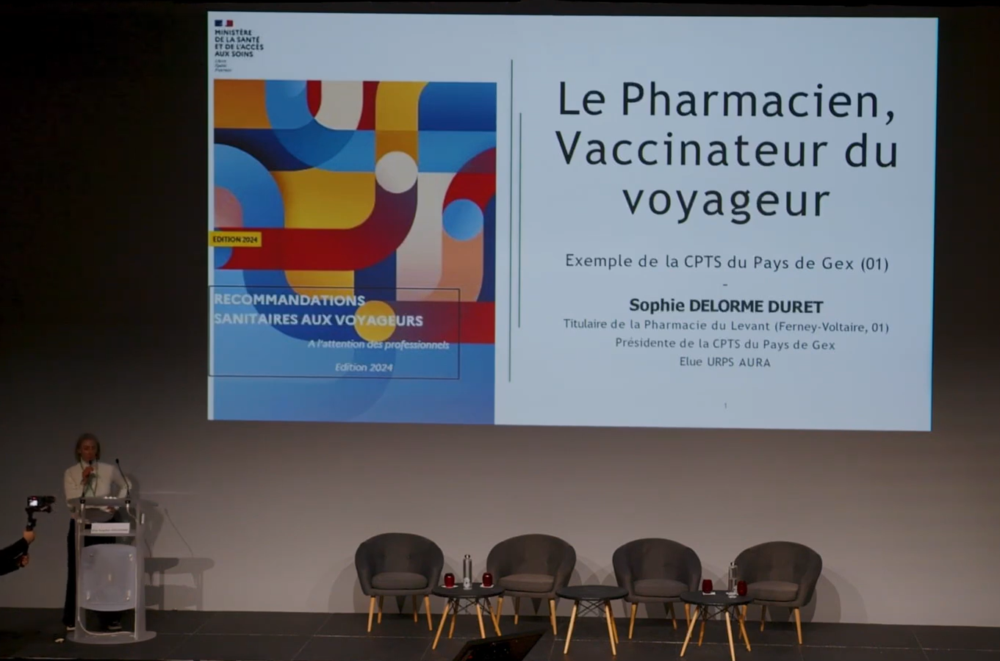 MINISTÈRE
DE LA SANTÉ
ET DE L'ACCÈS
AUX SOINS
EDITION 2024
RECOMMANDATIONS
SANITAIRES AUX VOYAGEURS
A l'attention des professionnels
Edition 2024
Le Pharmacien,
Vaccinateur du
voyageur
Exemple de la CPTS du Pays de Gex (01)
-
Sophie DELORME DURET
Titulaire de la Pharmacie du Levant (Ferney-Voltaire, 01)
Présidente de la CPTS du Pays de Gex
Elue URPS AURA
1